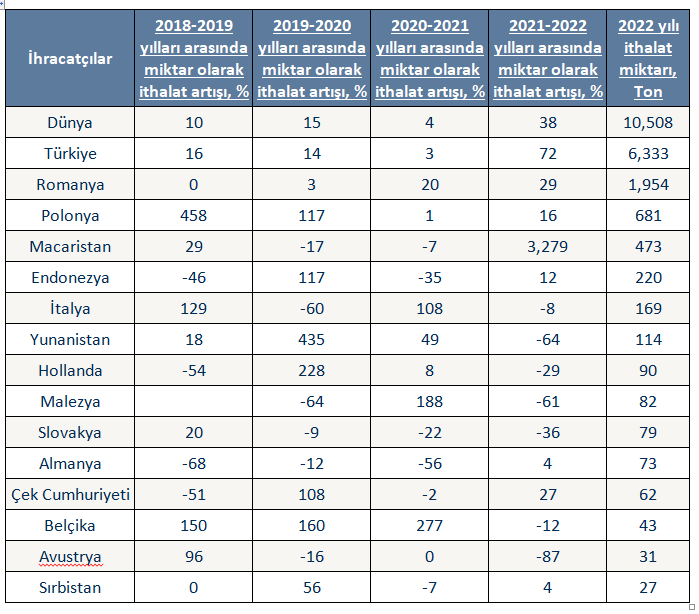 İhracatçılar 2018-2019 yılları arasında miktar olarak ithalat artışı, % 2019-2020 yılları arasında miktar olarak ithalat artışı, % 2020-2021 yılları arasında miktar olarak ithalat artışı, % 2021-2022 yılları arasında miktar olarak ithalat artışı, % 2022 yılı ithalat miktarı, Ton
Dünya 10 15 4 38 10,508
Türkiye 16 14 3 72 6,333
Romanya 0 3 20 29 1,954
Polonya 458 117 1 16 681
Macaristan 29 -17 -7 3,279 473
Endonezya -46 117 -35 12 220
İtalya 129 -60 108 -8 169
Yunanistan 18 435 49 -64 114
Hollanda -54 228 8 -29 90
Malezya -64 188 -61 82
Slovakya 20 -9 -22 -36 79
Almanya -68 -12 -56 4 73
Çek Cumhuriyeti -51 108 -2 27 62
Belçika 150 160 277 -12 43
Avustrya 96 -16 0 -87 31
Sırbistan 0 56 -7 4 27